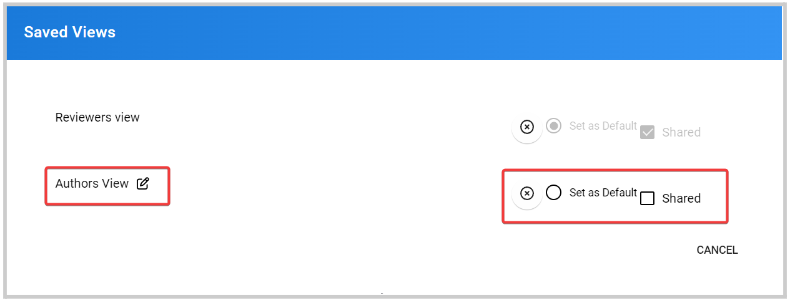 Saved Views
Reviewers view
Set as Default
Shared
Authors View
Set as Default
Shared
CANCEL